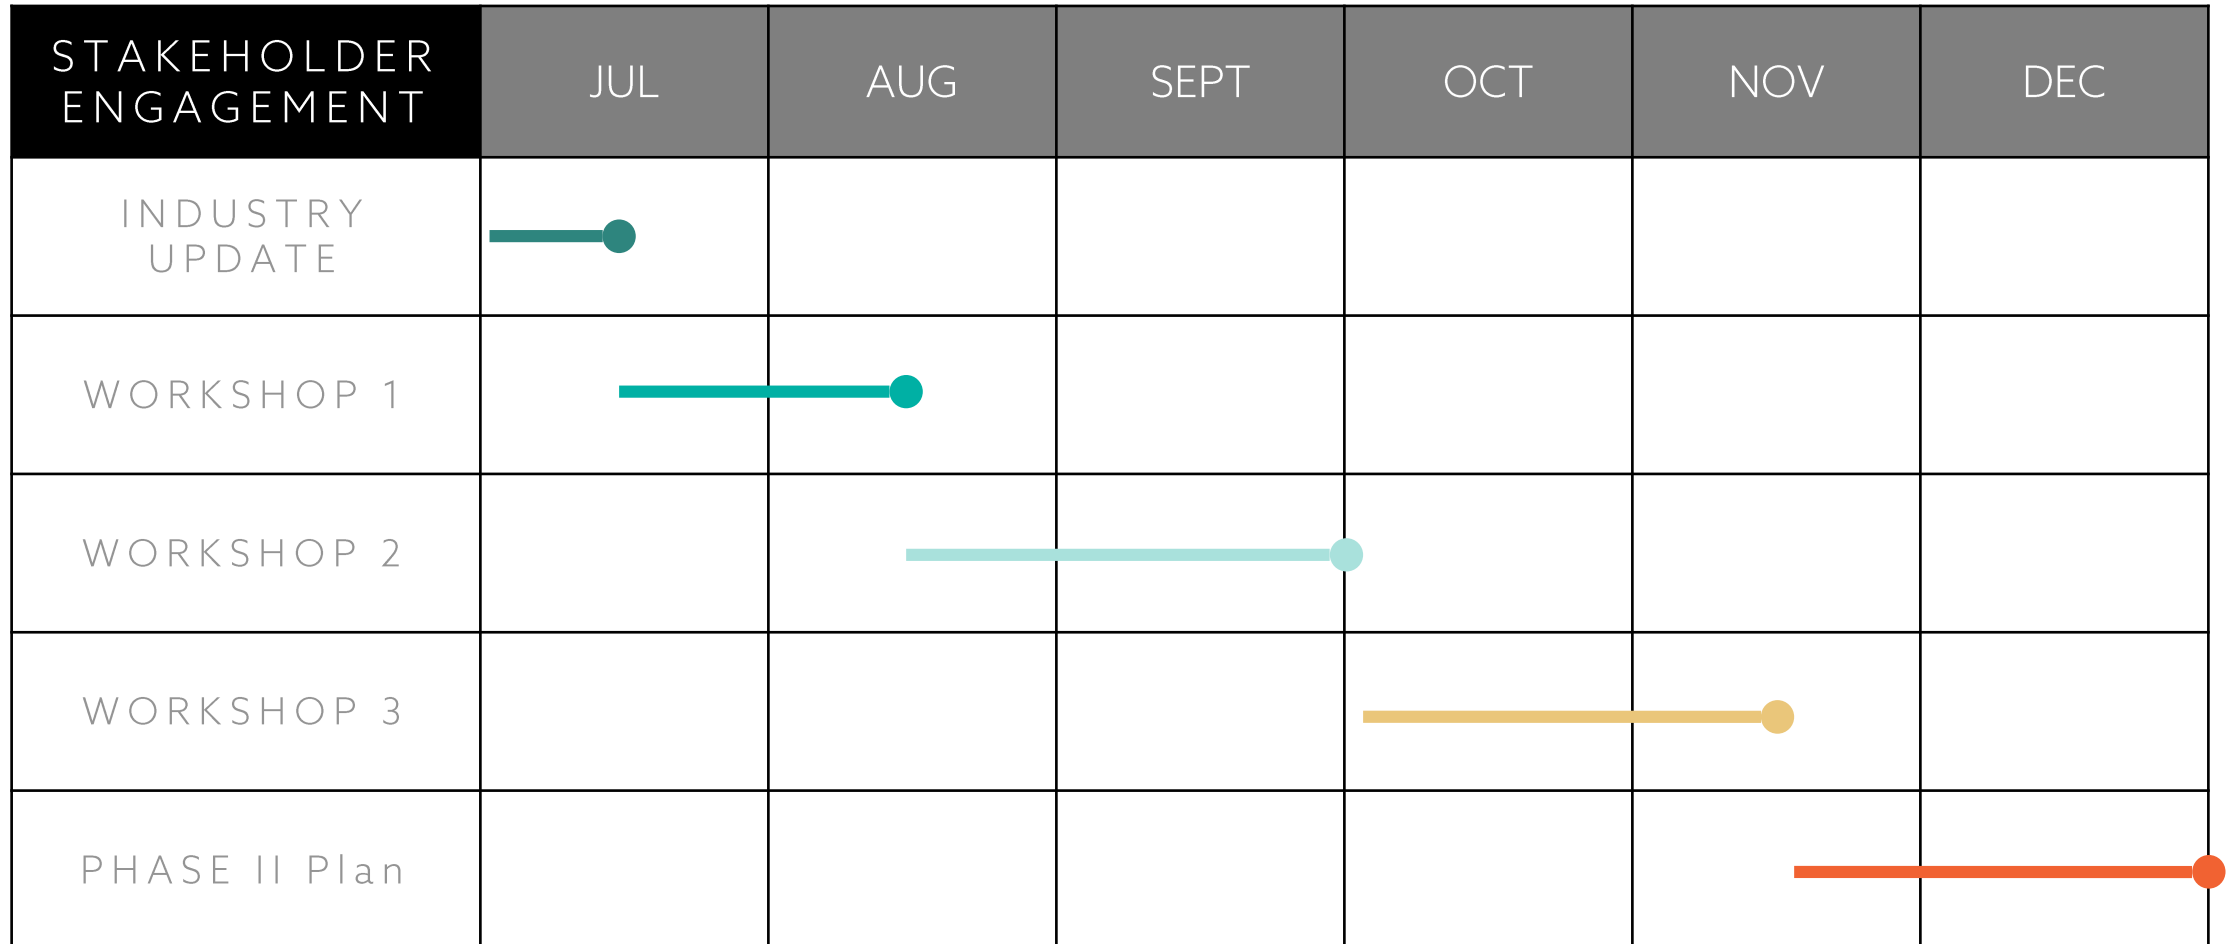 STAKEHOLDER
ENGAGEMENT
JUL
AUG
SEPT
OCT
NOV
DEC
INDUSTRY
UPDATE
WORKSHOP 1
WORKSHOP 2
WORKSHOP 3
PHASE II Plan